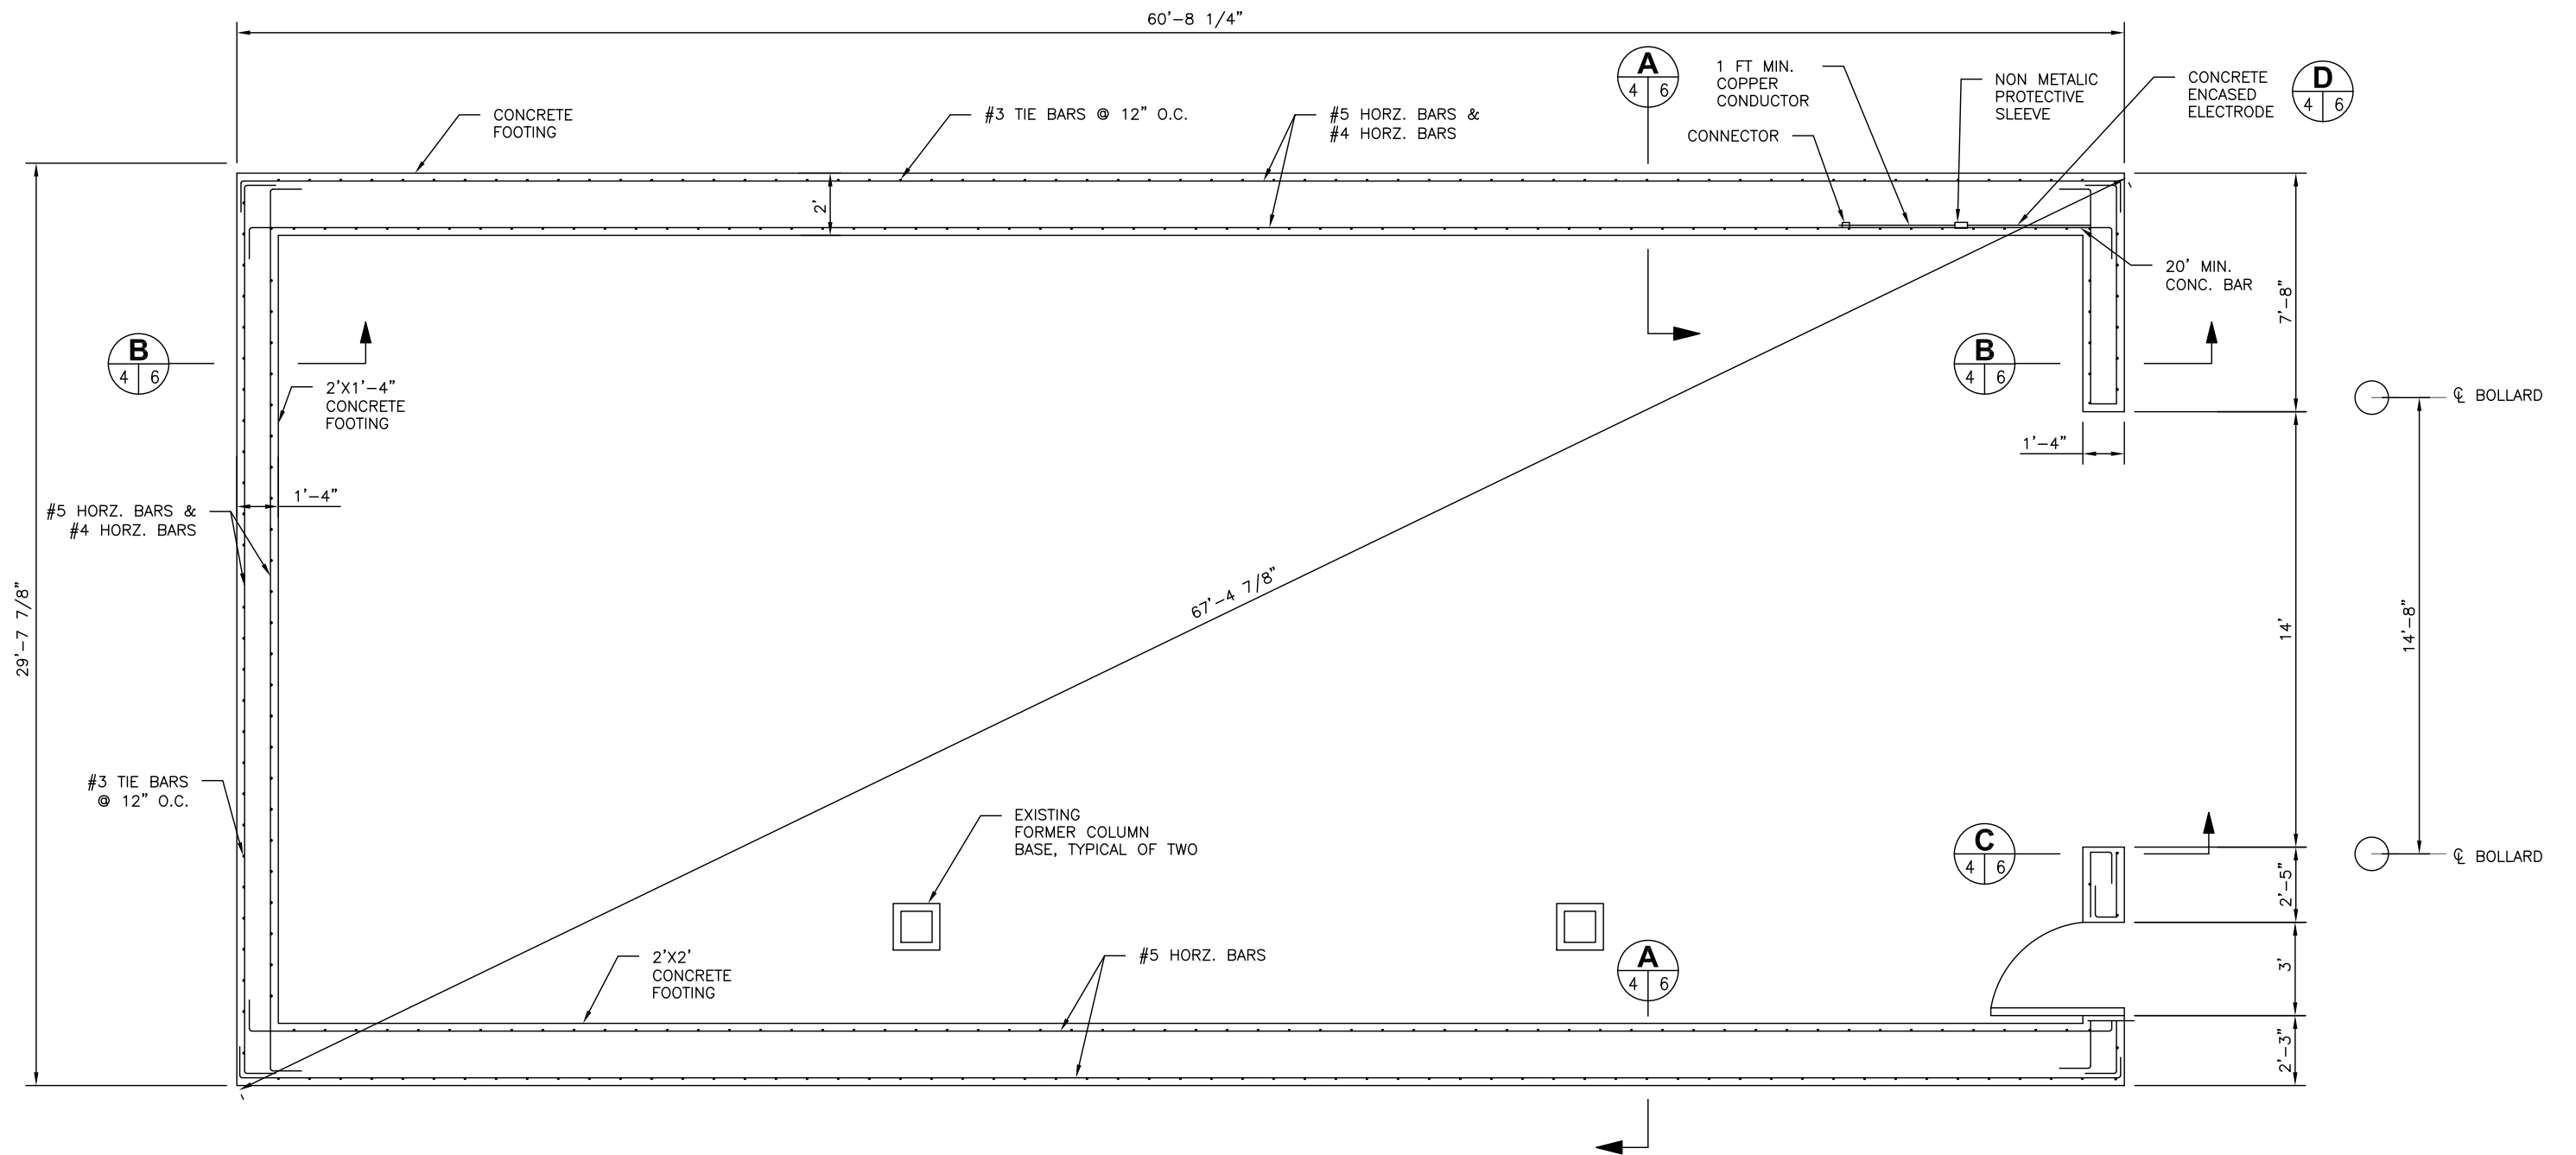 60'-8 1/4"
A
4 6
1 FT MIN.
COPPER
CONDUCTOR
NON METALIC
PROTECTIVE
SLEEVE
CONCRETE
ENCASED
ELECTRODE
D
4 6
CONCRETE
FOOTING
#3 TIE BARS @ 12" O.C.
#5 HORZ. BARS &
#4 HORZ. BARS
CONNECTOR
2'
20' MIN.
CONC. BAR
7'-8"
B
4 6
B
4 6
2'X1'-4"
CONCRETE
FOOTING
℄ BOLLARD
1'-4"
1'-4"
#5 HORZ. BARS &
#4 HORZ. BARS
67'-4 7/8"
29'-7 7/8"
14'
14'-8"
#3 TIE BARS
@ 12" O.C.
EXISTING
FORMER COLUMN
BASE, TYPICAL OF TWO
C
4 6
℄ BOLLARD
2'-5"
2'X2'
CONCRETE
FOOTING
#5 HORZ. BARS
A
4 6
3'
2'-3"